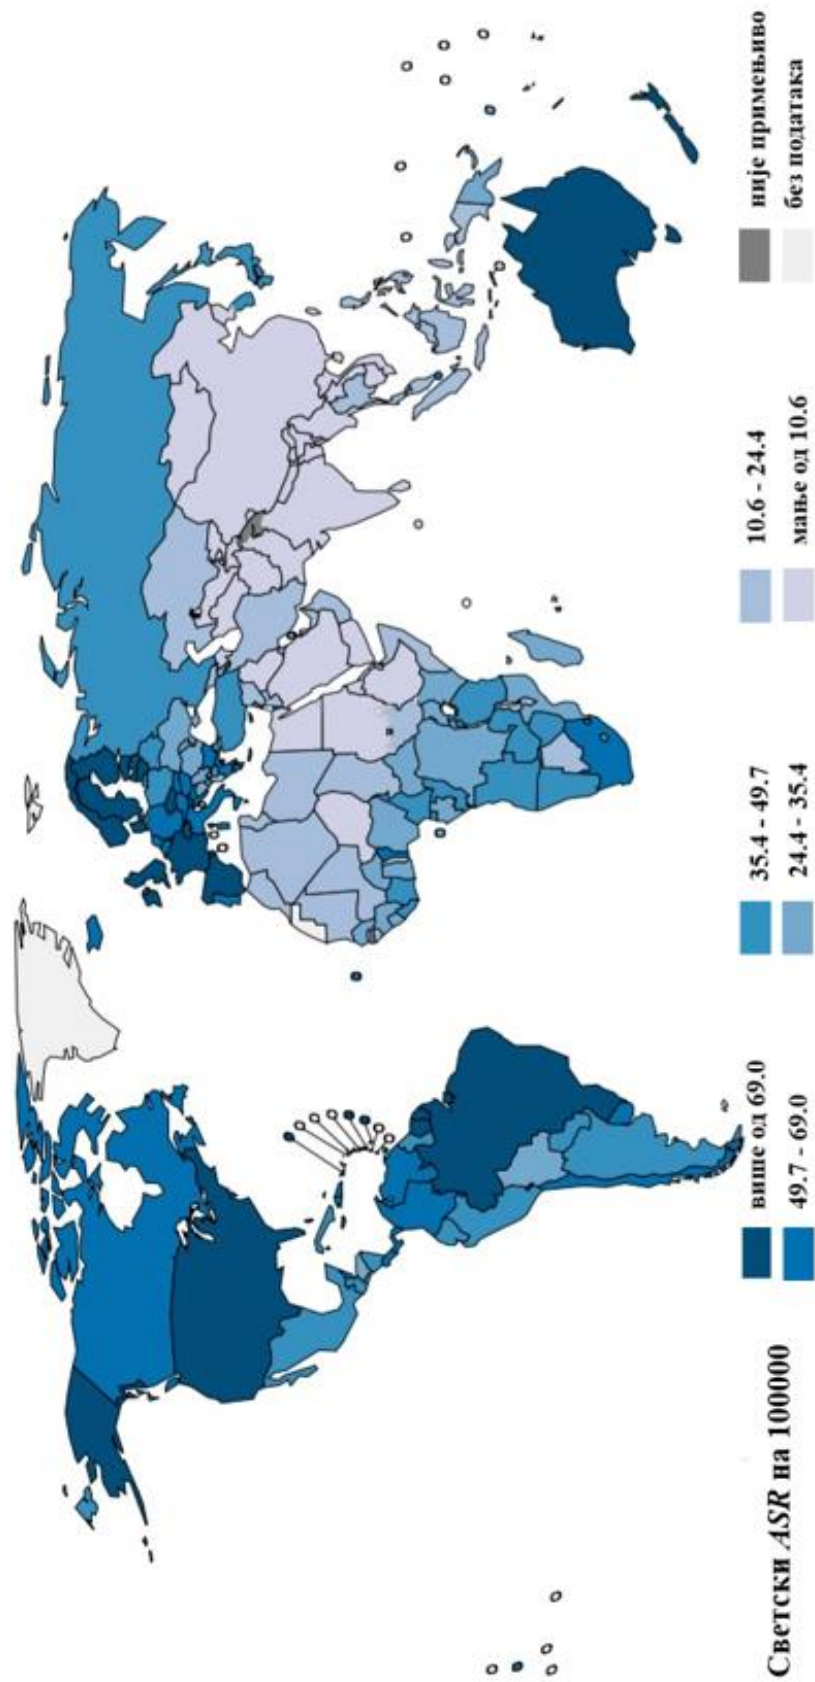 Светски ASR на 100000
више од 69.0
49.7 - 69.0
35.4 - 49.7
24.4 - 35.4
10.6 - 24.4
мање од 10.6
није примењиво
без података